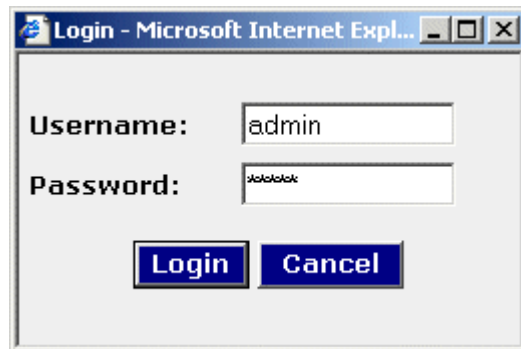 Login - Microsoft Internet Expl...
Username: admin
Password: *****
Login Cancel